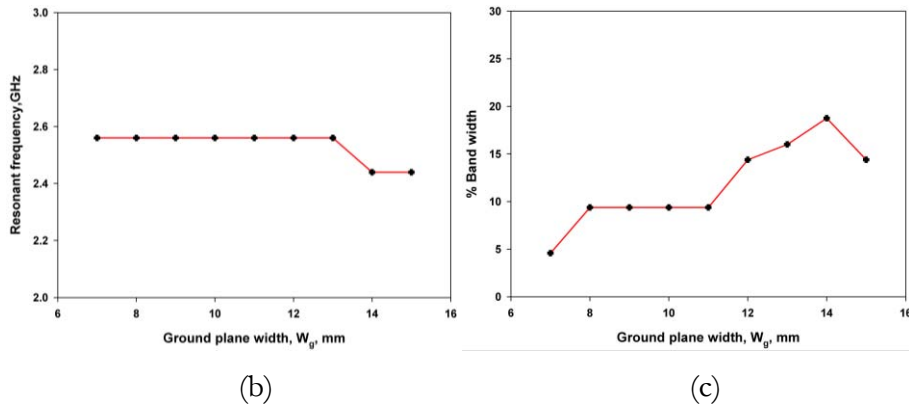 3.0
2.8
2.6
2.4
2.2
2.0
Resonant frequency,GHz
6 8 10 12 14 16
Ground plane width, Wg, mm
(b)
30
25
20
15
10
5
0
% Band width
6 8 10 12 14 16
Ground plane width, Wg, mm
(c)